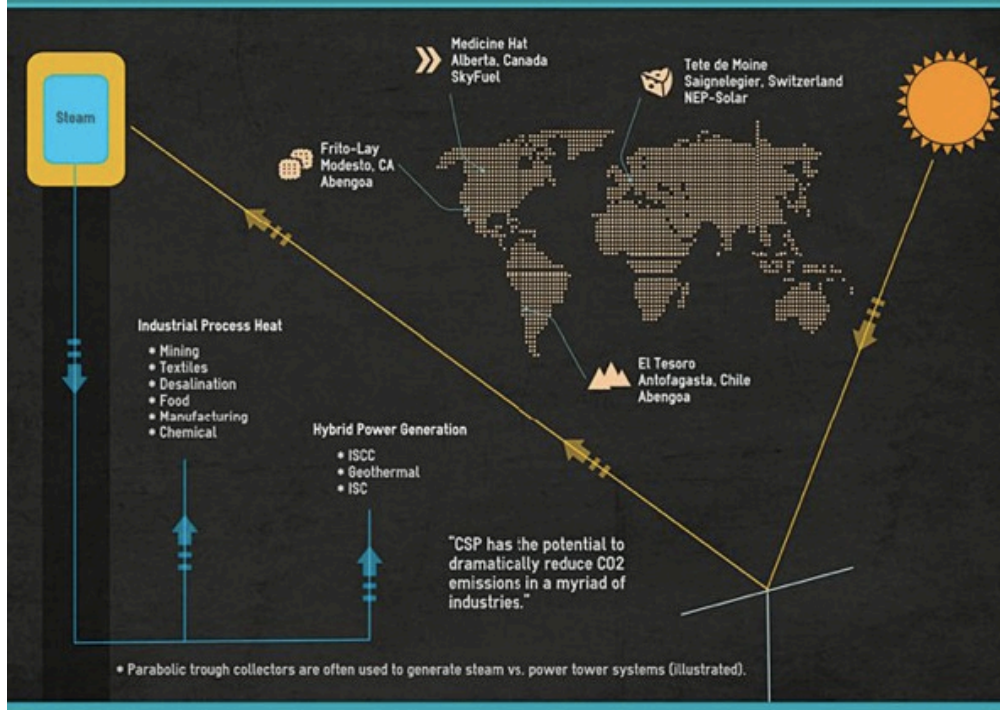 Steam
Medicine Hat
Alberta, Canada
SkyFuel
Tete de Moine
Saignelegier, Switzerland
NEP-Solar
Frito-Lay
Modesto, CA
Abengoa
El Tesoro
Antofagasta, Chile
Abengoa
Industrial Process Heat
* Mining
* Textiles
* Desalination
* Food
* Manufacturing
* Chemical
Hybrid Power Generation
* ISCC
* Geothermal
* ISC
"CSP has the potential to
dramatically reduce CO2
emissions in a myriad of
industries."
* Parabolic trough collectors are often used to generate steam vs. power tower systems (illustrated).